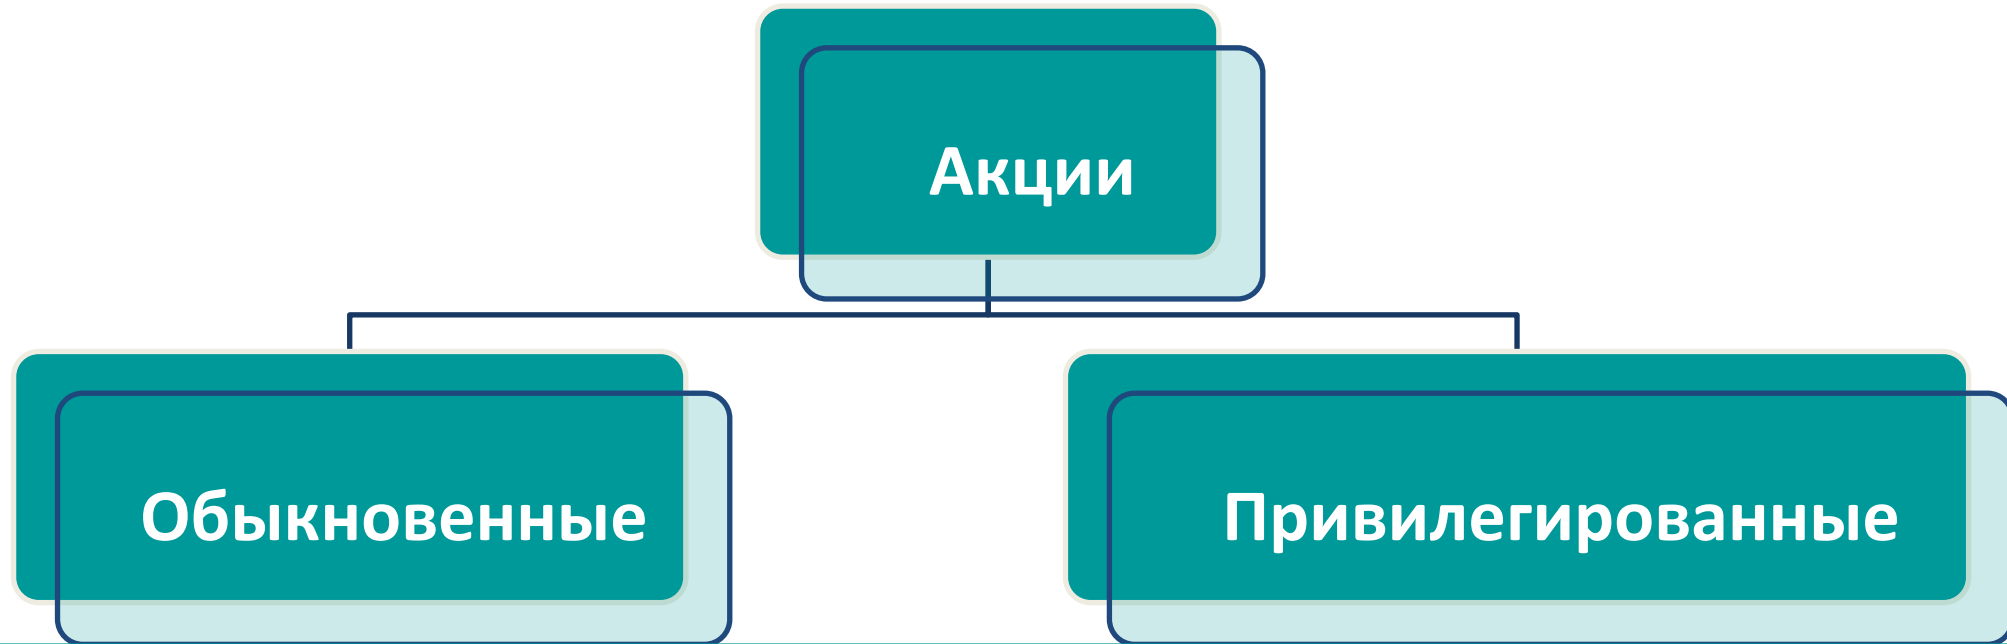 Акции
Обыкновенные
Привилегированные